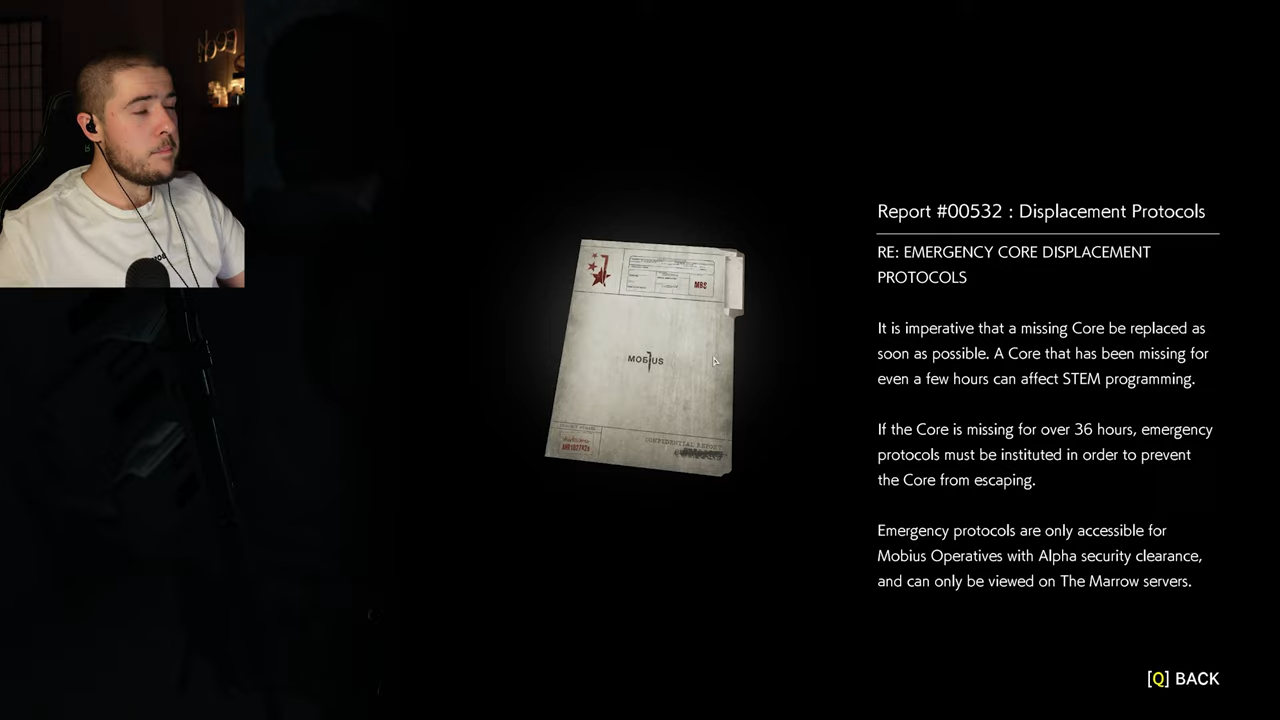 Report #00532 : Displacement Protocols
RE: EMERGENCY CORE DISPLACEMENT
PROTOCOLS
It is imperative that a missing Core be replaced as
soon as possible. A Core that has been missing for
even a few hours can affect STEM programming.
If the Core is missing for over 36 hours, emergency
protocols must be instituted in order to prevent
the Core from escaping.
Emergency protocols are only accessible for
Mobius Operatives with Alpha security clearance,
and can only be viewed on The Marrow servers.
MBS
MOBIUS
CONFIDENTIAL REPORT
[Q] BACK